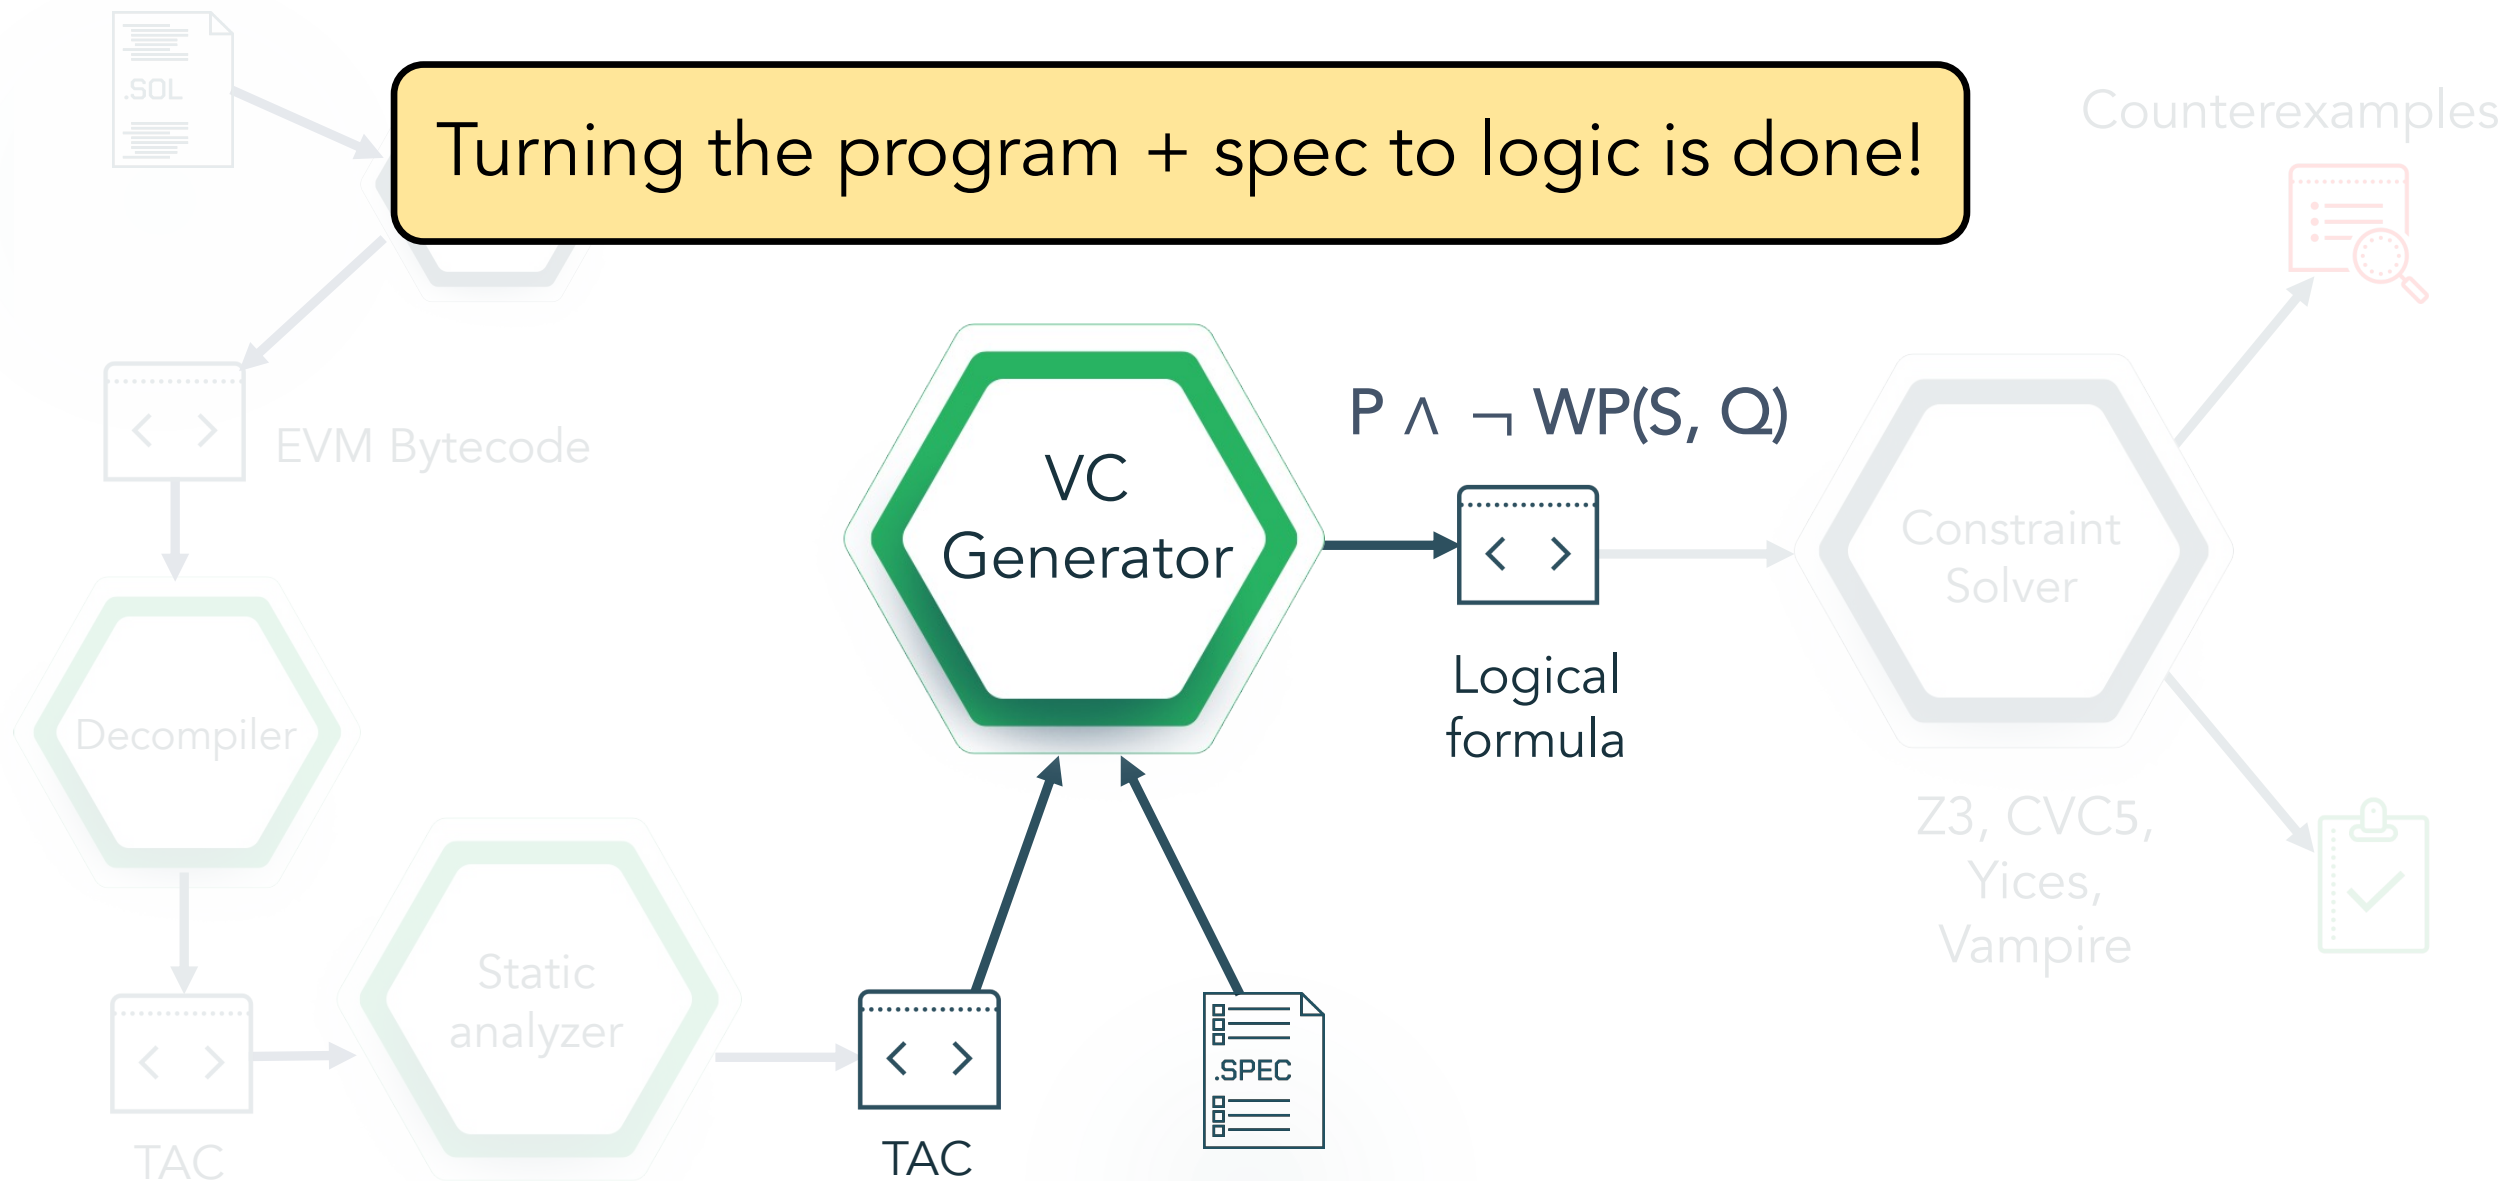 .SOL
Turning the program + spec to logic is done!
Counterexamples
EVM Bytecode
P ∧ ¬ WP(S, Q)
VC
Generator
< >
< >
Constraint
Solver
Logical
formula
Decompiler
Z3, CVC5,
Yices,
Vampire
Static
analyzer
< >
< >
.SPEC
TAC
TAC